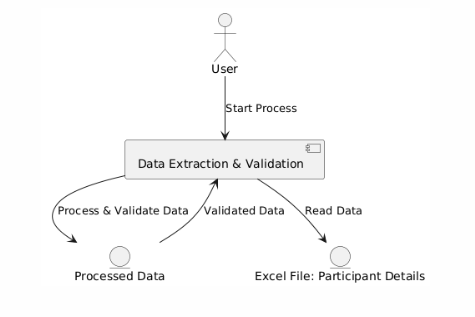 User
Start Process
Data Extraction & Validation
Process & Validate Data
Validated Data
Read Data
Processed Data
Excel File: Participant Details